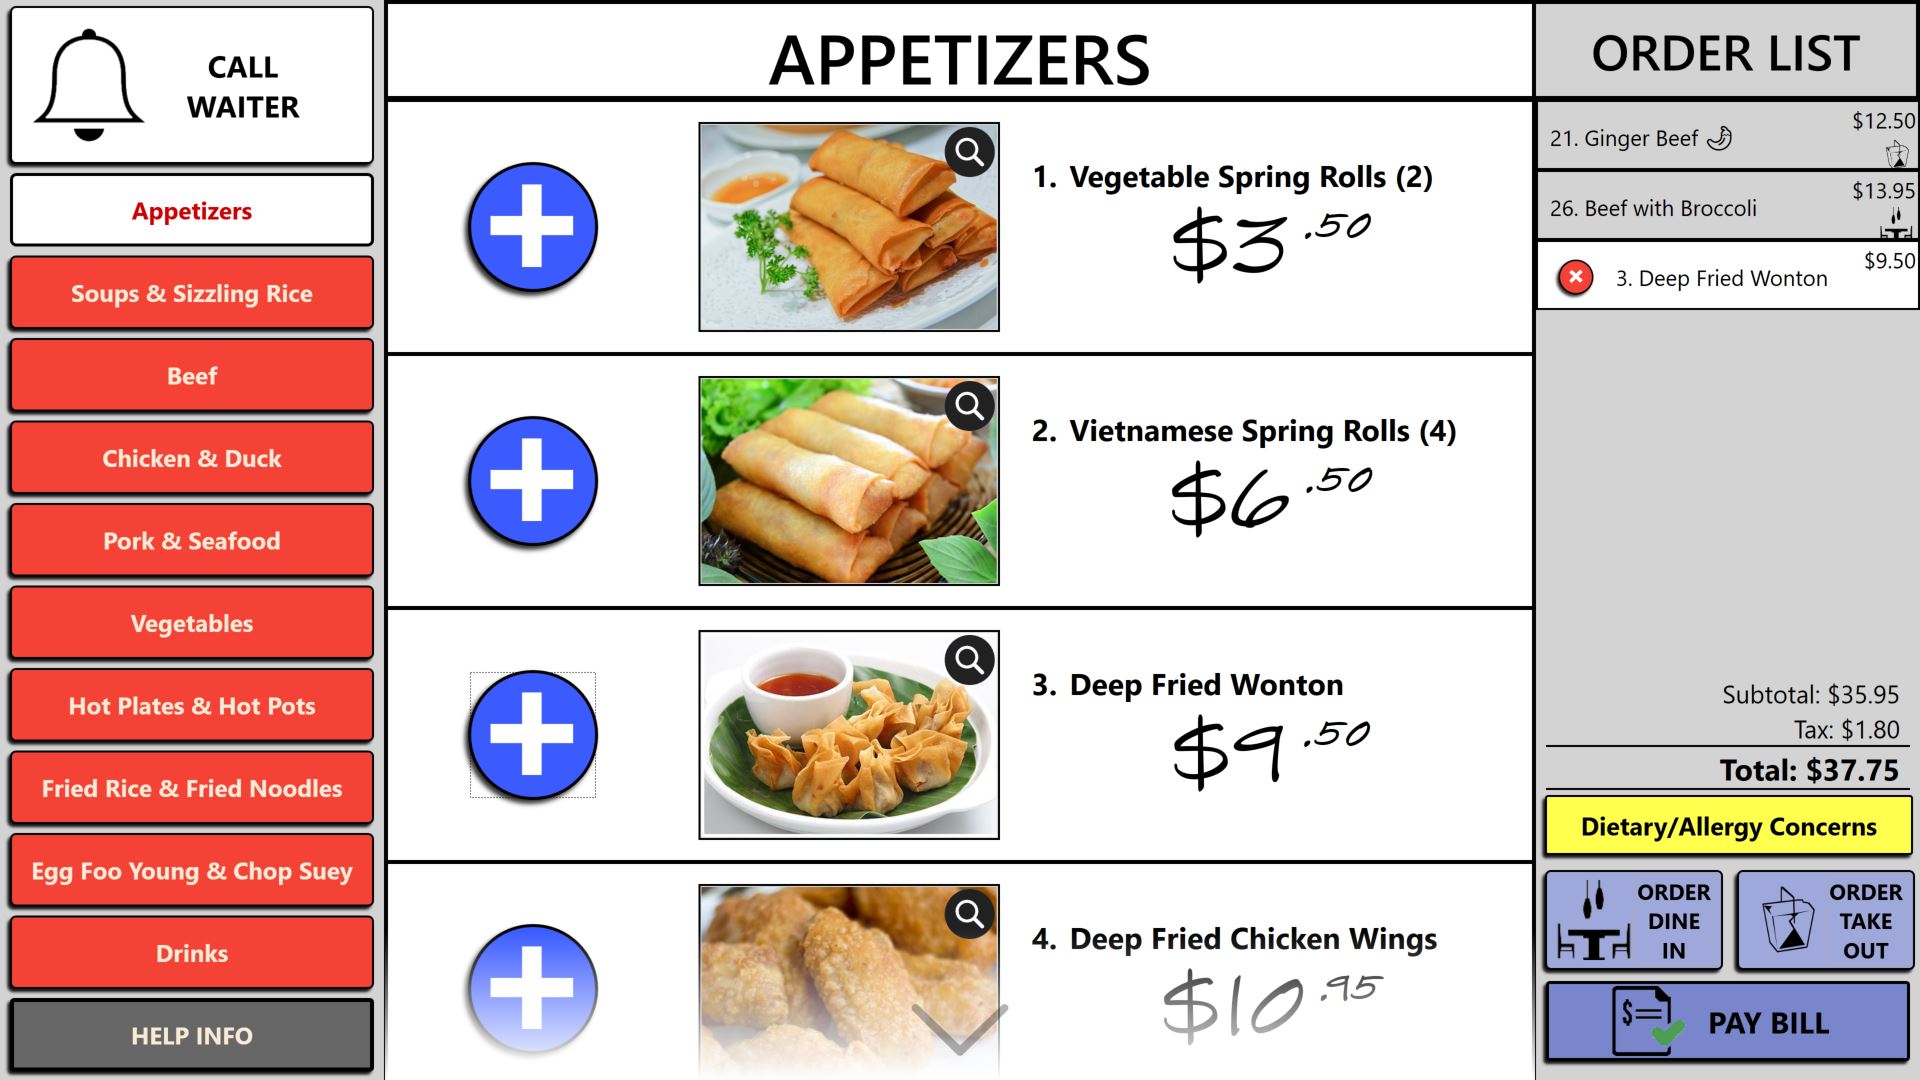 CALL
WAITER
Appetizers
Soups & Sizzling Rice
Beef
Chicken & Duck
Pork & Seafood
Vegetables
Hot Plates & Hot Pots
Fried Rice & Fried Noodles
Egg Foo Young & Chop Suey
Drinks
HELP INFO
APPETIZERS
1. Vegetable Spring Rolls (2)
$3.50
2. Vietnamese Spring Rolls (4)
$6.50
3. Deep Fried Wonton
$9.50
4. Deep Fried Chicken Wings
$10.95
ORDER LIST
21. Ginger Beef $12.50
26. Beef with Broccoli $13.95
3. Deep Fried Wonton $9.50
Subtotal: $35.95
Tax: $1.80
Total: $37.75
Dietary/Allergy Concerns
ORDER
DINE
IN
ORDER
TAKE
OUT
$
PAY BILL